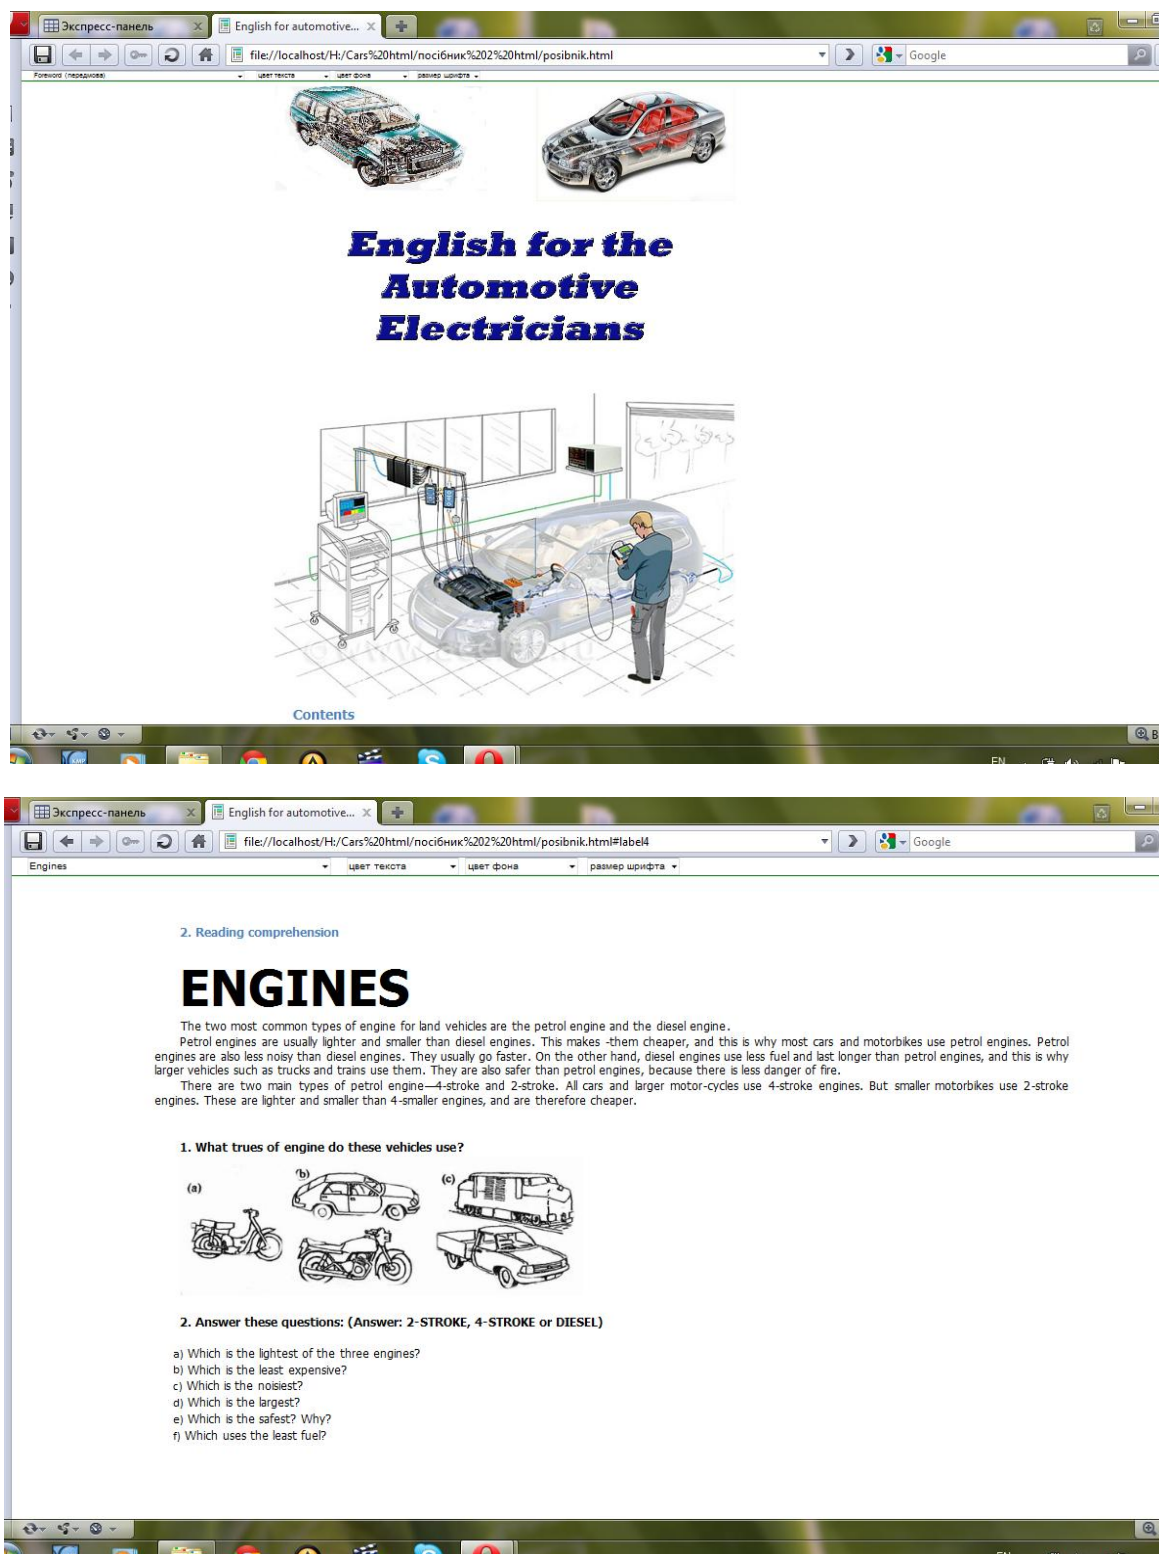 Экспресс-панель
English for automotive...
file://localhost/H:/Cars%20html/посібник%202%20html/posibnik.html
Google
Foreword (передмова)
цвет текста
цвет фона
размер шрифта
English for the
Automotive
Electricians
Contents
EN
Экспресс-панель
English for automotive...
file://localhost/H:/Cars%20html/посібник%202%20html/posibnik.html#label4
Google
Engines
цвет текста
цвет фона
размер шрифта
2. Reading comprehension
ENGINES
The two most common types of engine for land vehicles are the petrol engine and the diesel engine.
Petrol engines are usually lighter and smaller than diesel engines. This makes -them cheaper, and this is why most cars and motorbikes use petrol engines. Petrol
engines are also less noisy than diesel engines. They usually go faster. On the other hand, diesel engines use less fuel and last longer than petrol engines, and this is why
larger vehicles such as trucks and trains use them. They are also safer than petrol engines, because there is less danger of fire.
There are two main types of petrol engine—4-stroke and 2-stroke. All cars and larger motor-cycles use 4-stroke engines. But smaller motorbikes use 2-stroke
engines. These are lighter and smaller than 4-smaller engines, and are therefore cheaper.
1. What trues of engine do these vehicles use?
(a)
(b)
(c)
2. Answer these questions: (Answer: 2-STROKE, 4-STROKE or DIESEL)
a) Which is the lightest of the three engines?
b) Which is the least expensive?
c) Which is the noisiest?
d) Which is the largest?
e) Which is the safest? Why?
f) Which uses the least fuel?